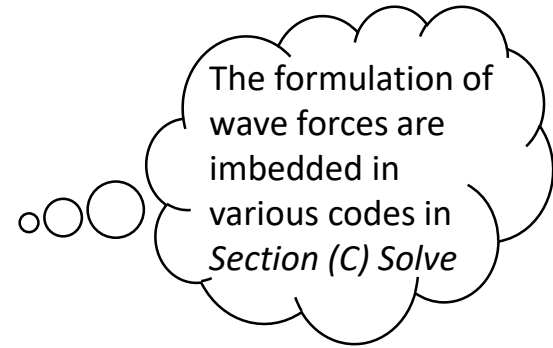 The formulation of
wave forces are
imbedded in
various codes in
Section (C) Solve